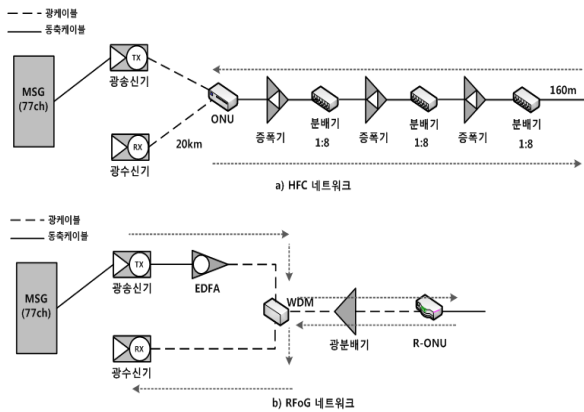 광케이블
동축케이블
MSG
(77ch)
TX
광송신기
RX
광수신기
20km
ONU
증폭기
분배기
1:8
증폭기
분배기
1:8
증폭기
분배기
1:8
160m
a) HFC 네트워크
광케이블
동축케이블
MSG
(77ch)
TX
광송신기
EDFA
WDM
RX
광수신기
광분배기
R-ONU
b) RFoG 네트워크